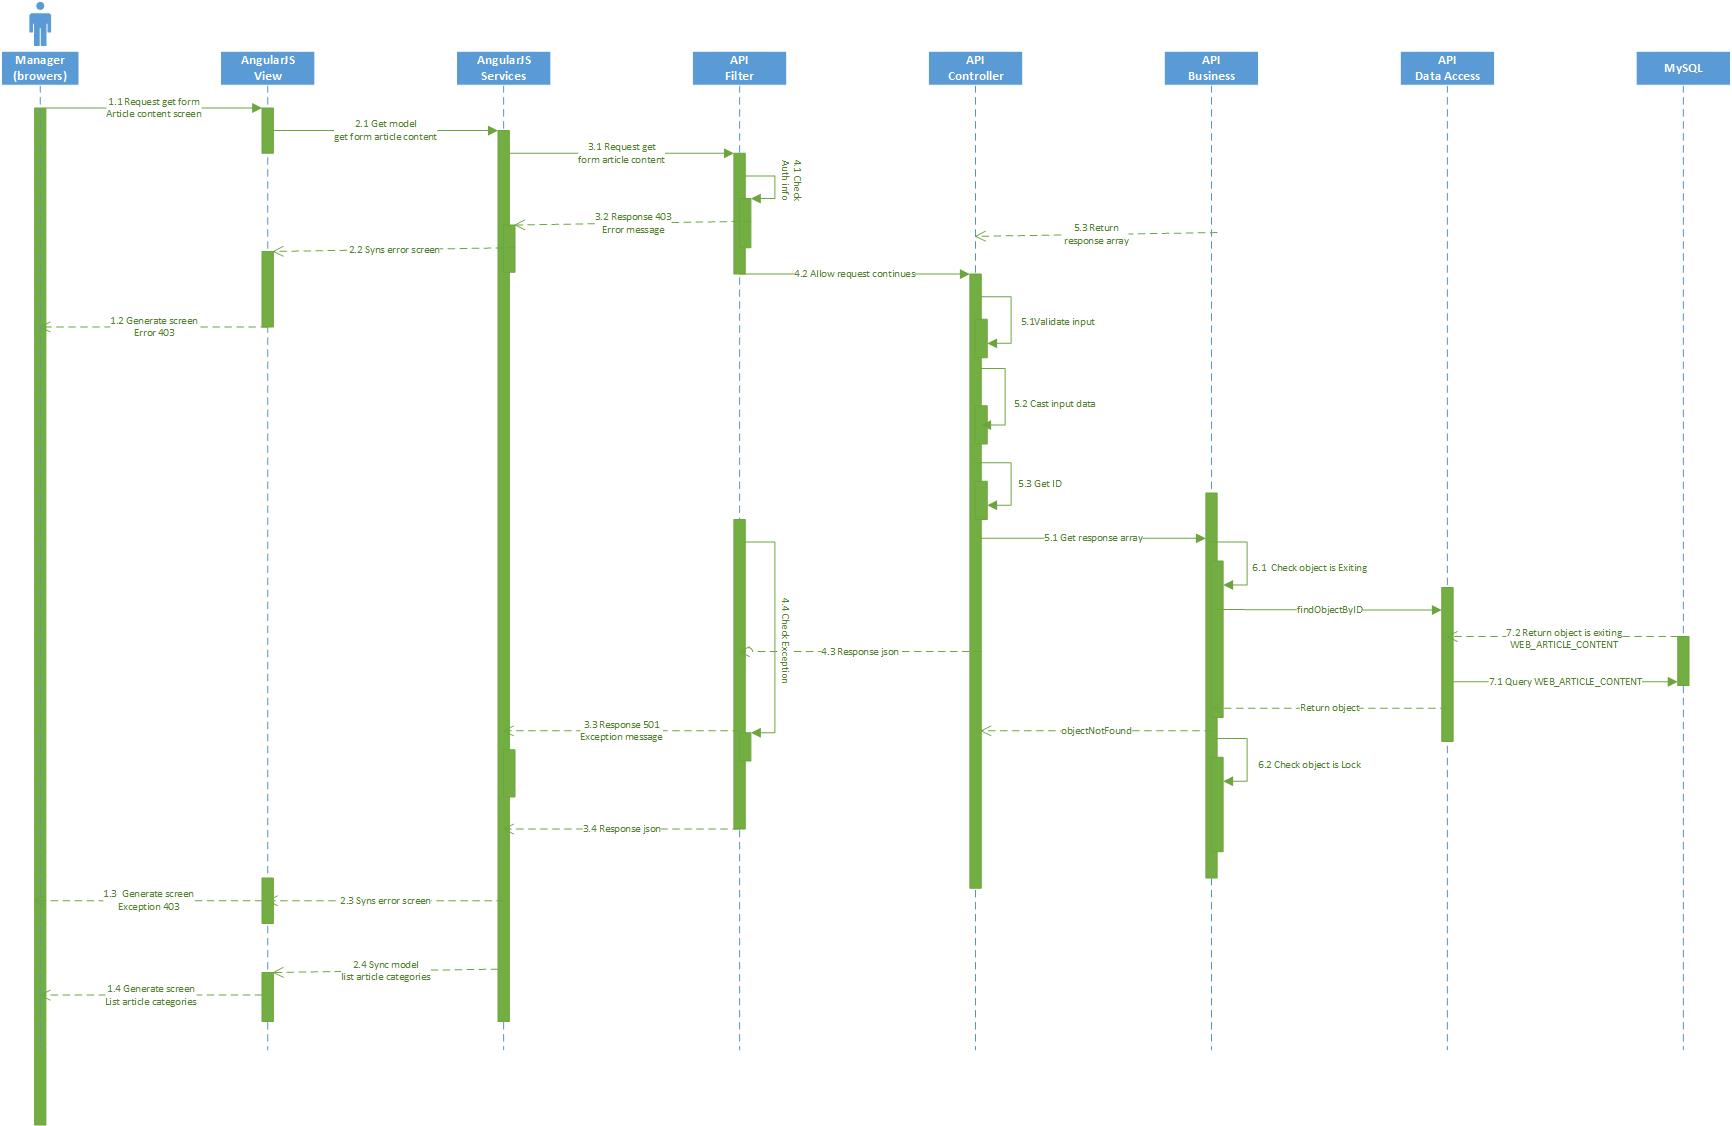 Manager
(browers)
AngularJS
View
AngularJS
Services
API
Filter
API
Controller
API
Business
API
Data Access
MySQL
1.1 Request get form
Article content screen
2.1 Get model
get form article content
3.1 Request get
form article content
4.1 Check
Auth info
3.2 Response 403
Error message
5.3 Return
response array
2.2 Syns error screen
4.2 Allow request continues
1.2 Generate screen
Error 403
5.1Validate input
5.2 Cast input data
5.3 Get ID
5.1 Get response array
6.1 Check object is Exiting
findObjectByID
7.2 Return object is exiting
WEB_ARTICLE_CONTENT
4.4 Check Exception
4.3 Response json
7.1 Query WEB_ARTICLE_CONTENT
Return object
3.3 Response 501
Exception message
objectNotFound
6.2 Check object is Lock
3.4 Response json
1.3 Generate screen
Exception 403
2.3 Syns error screen
2.4 Sync model
list article categories
1.4 Generate screen
List article categories